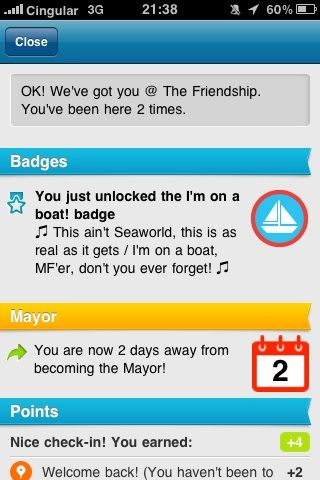 Cingular 3G 21:38 60%
Close
OK! We've got you @ The Friendship.
You've been here 2 times.
Badges
You just unlocked the I'm on a
boat! badge
♫ This ain't Seaworld, this is as
real as it gets / I'm on a boat,
MF'er, don't you ever forget! ♫
Mayor
You are now 2 days away from
becoming the Mayor!
2
Points
Nice check-in! You earned: +4
Welcome back! (You haven't been to +2